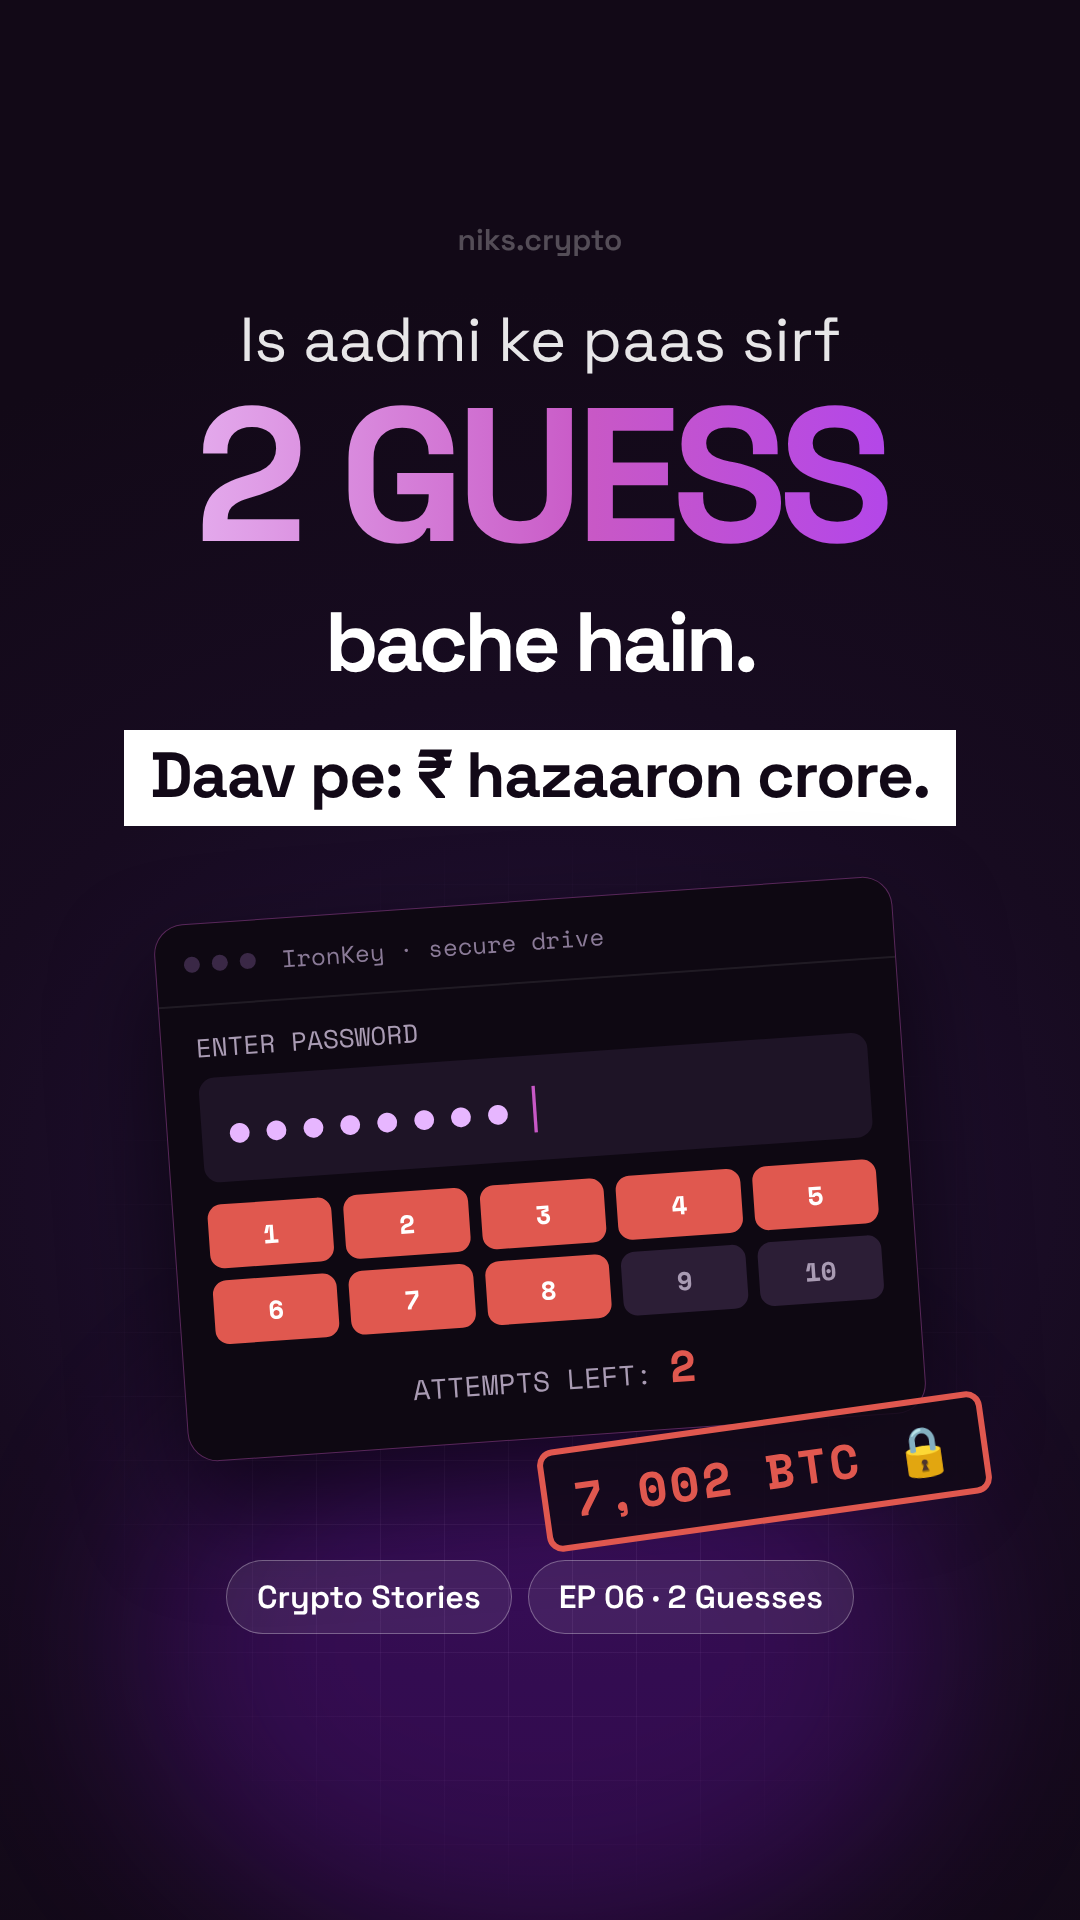 niks.crypto
Is aadmi ke paas sirf
2 GUESS
bache hain.
Daav pe: ₹ hazaaron crore.
IronKey · secure drive
ENTER PASSWORD
1 2 3 4 5
6 7 8 9 10
ATTEMPTS LEFT: 2
7,002 BTC 🔒
Crypto Stories
EP 06 · 2 Guesses